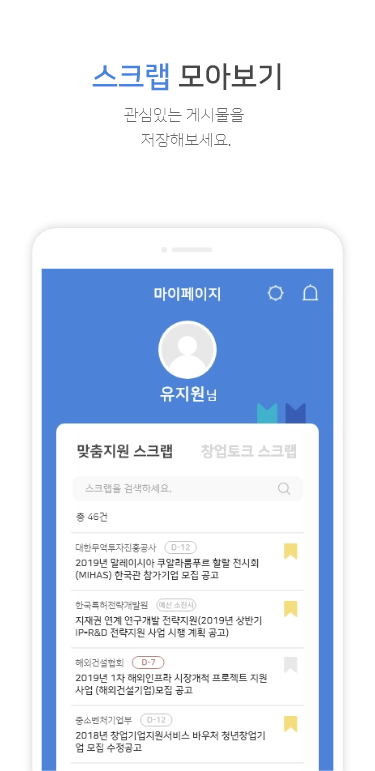 스크랩 모아보기
관심있는 게시물을
저장해보세요.
마이페이지
유지원님
맞춤지원 스크랩 창업토크 스크랩
스크랩을 검색하세요.
총 46건
대한무역투자진흥공사 D-12
2019년 말레이시아 쿠알라룸푸르 할랄 전시회
(MIHAS) 한국관 참가기업 모집 공고
한국특허전략개발원 예산 소진시
지재권 연계 연구개발 전략지원(2019년 상반기
IP•R&D 전략지원 사업 시행 계획 공고)
해외건설협회 D-7
2019년 1차 해외인프라 시장개척 프로젝트 지원
사업 (해외건설기업)모집 공고
중소벤처기업부 D-12
2018년 창업기업지원서비스 바우처 청년창업기
업 모집 수정공고